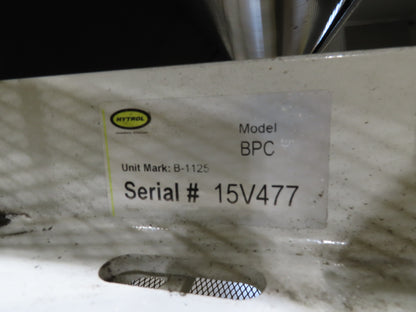 HYTROL
Model
BPC
Unit Mark: B-1125
Serial # 15V477